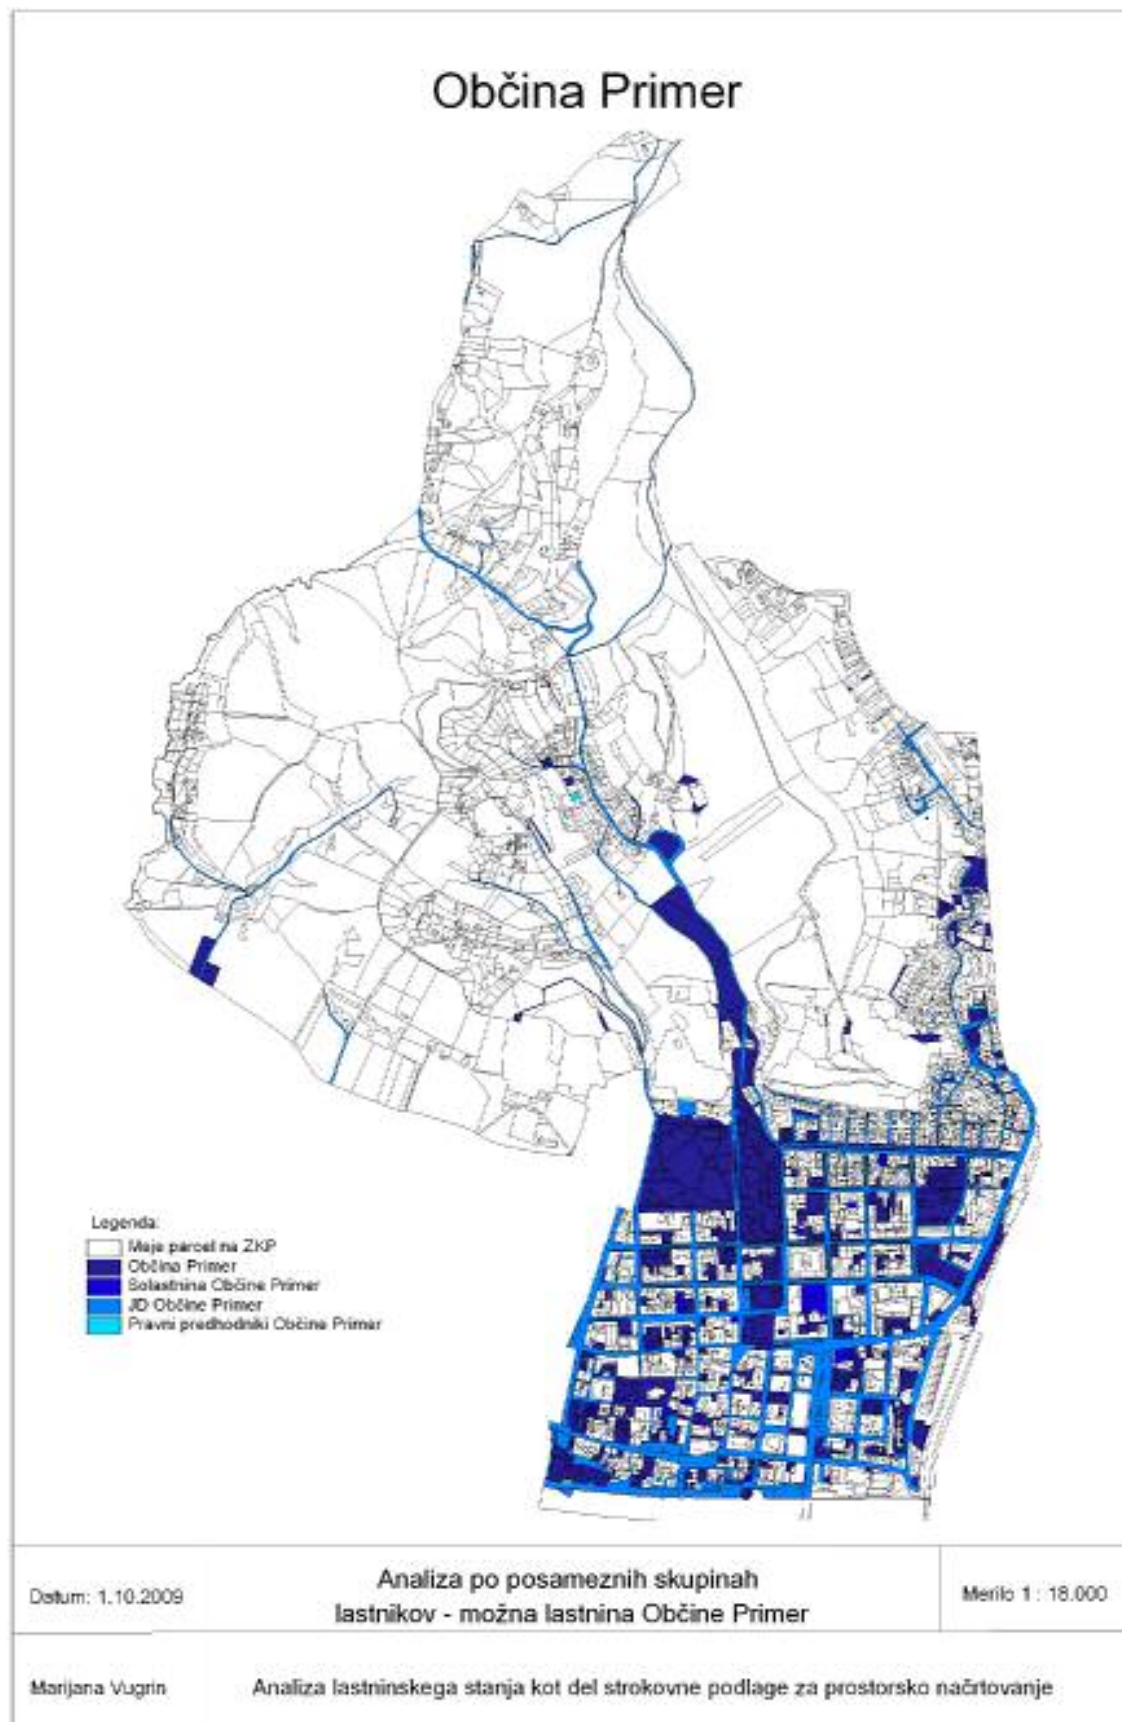 Občina Primer
Legenda:
Meje parcel na ZKP
Občina Primer
Solastnina Občine Primer
JD Občine Primer
Pravni predhodniki Občine Primer
Datum: 1.10.2009
Analiza po posameznih skupinah
lastnikov - možna lastnina Občine Primer
Merilo 1 : 18.000
Marijana Vugrin
Analiza lastninskega stanja kot del strokovne podlage za prostorsko načrtovanje